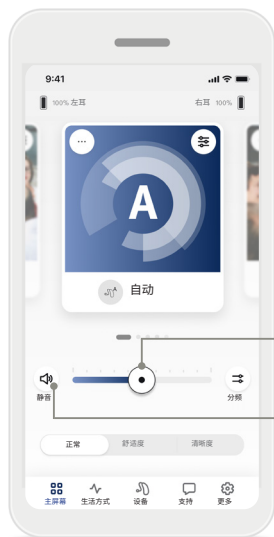 9:41
100% 左耳 右耳 100%
A
A 自动
静音 分频
正常 舒适度 清晰度
主屏幕 生活方式 设备 支持 更多